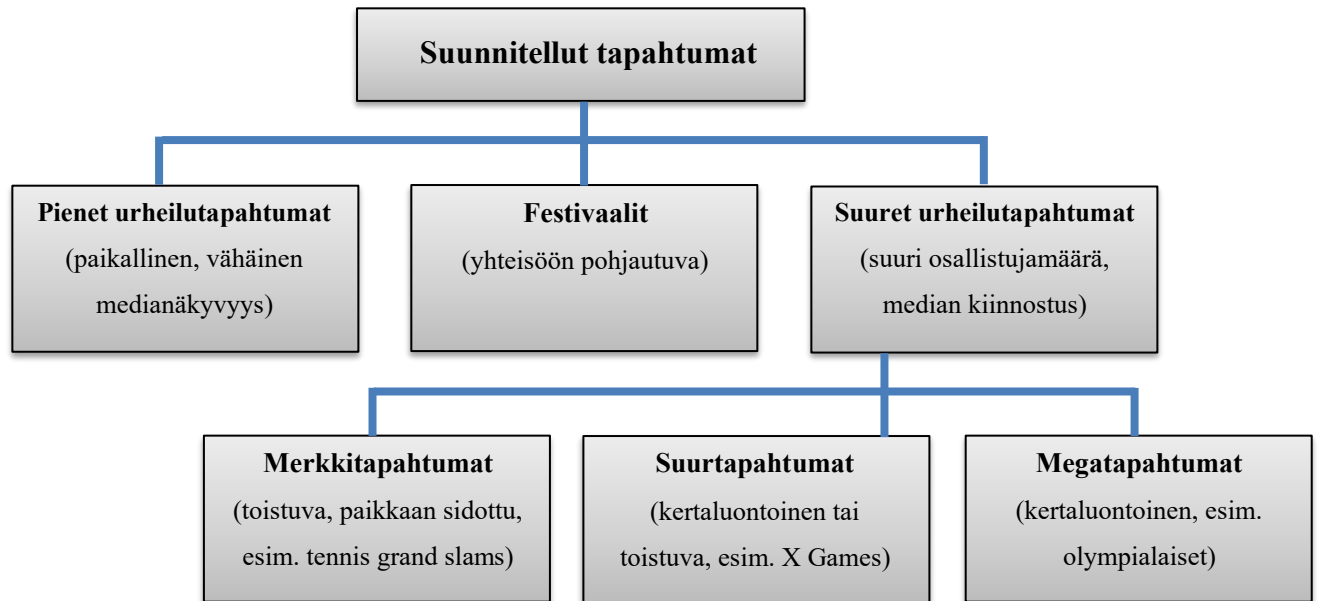 Suunnitellut tapahtumat
Pienet urheilutapahtumat
(paikallinen, vähäinen
medianäkyvyys)
Festivaalit
(yhteisöön pohjautuva)
Suuret urheilutapahtumat
(suuri osallistujamäärä,
median kiinnostus)
Merkkitapahtumat
(toistuva, paikkaan sidottu,
esim. tennis grand slams)
Suurtapahtumat
(kertaluontoinen tai
toistuva, esim. X Games)
Megatapahtumat
(kertaluontoinen, esim.
olympialaiset)